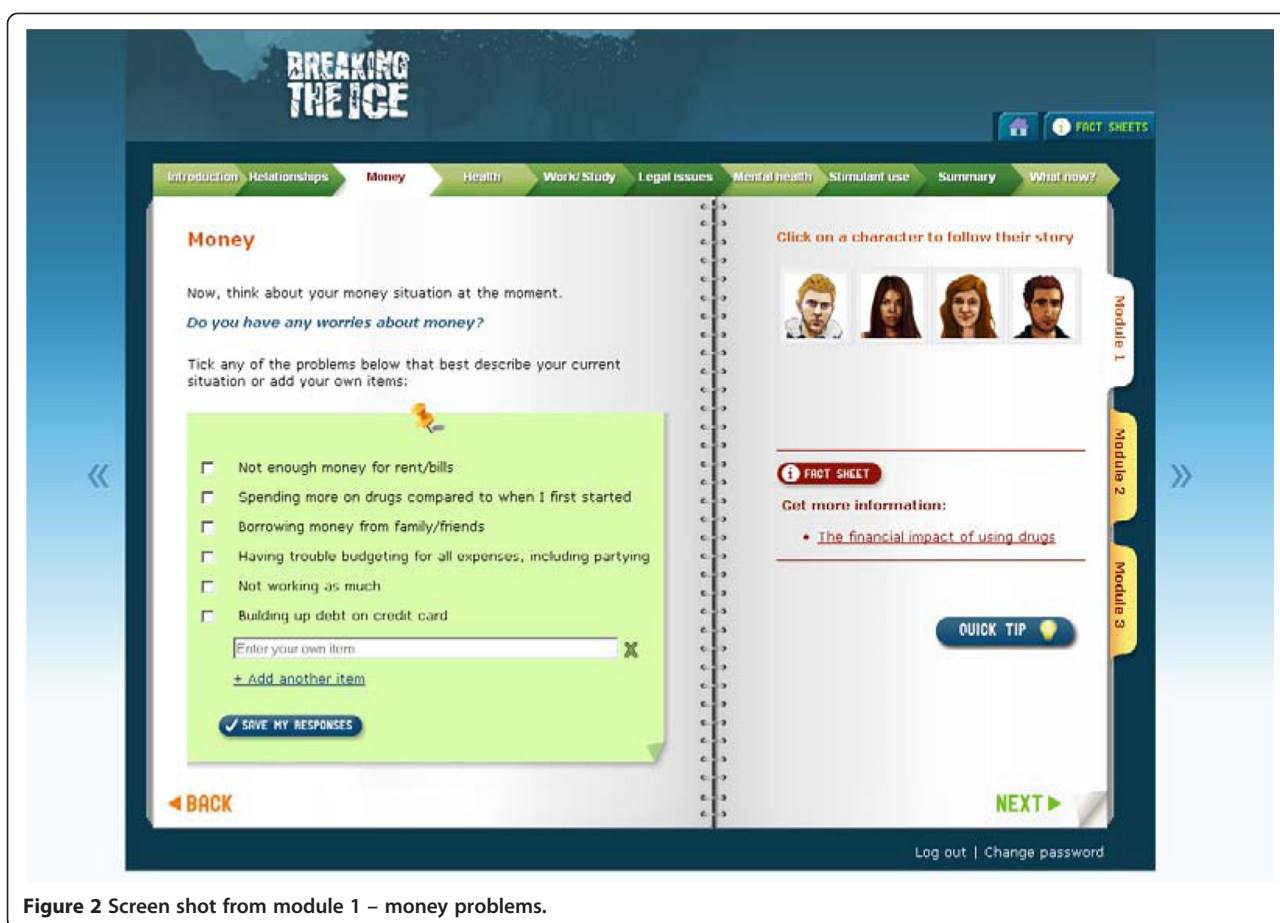 BREAKING
THE ICE
FACT SHEETS
Introduction Relationships Money Health Work/Study Legal issues Mental health Stimulant use Summary What now?
Money
Now, think about your money situation at the moment.
Do you have any worries about money?
Tick any of the problems below that best describe your current
situation or add your own items:
Not enough money for rent/bills
Spending more on drugs compared to when I first started
Borrowing money from family/friends
Having trouble budgeting for all expenses, including partying
Not working as much
Building up debt on credit card
Enter your own item
+ Add another item
SAVE MY RESPONSES
BACK
Click on a character to follow their story
FACT SHEET
Get more information:
• The financial impact of using drugs
QUICK TIP
NEXT
Module 1
Module 2
Module 3
Log out | Change password
Figure 2 Screen shot from module 1 – money problems.